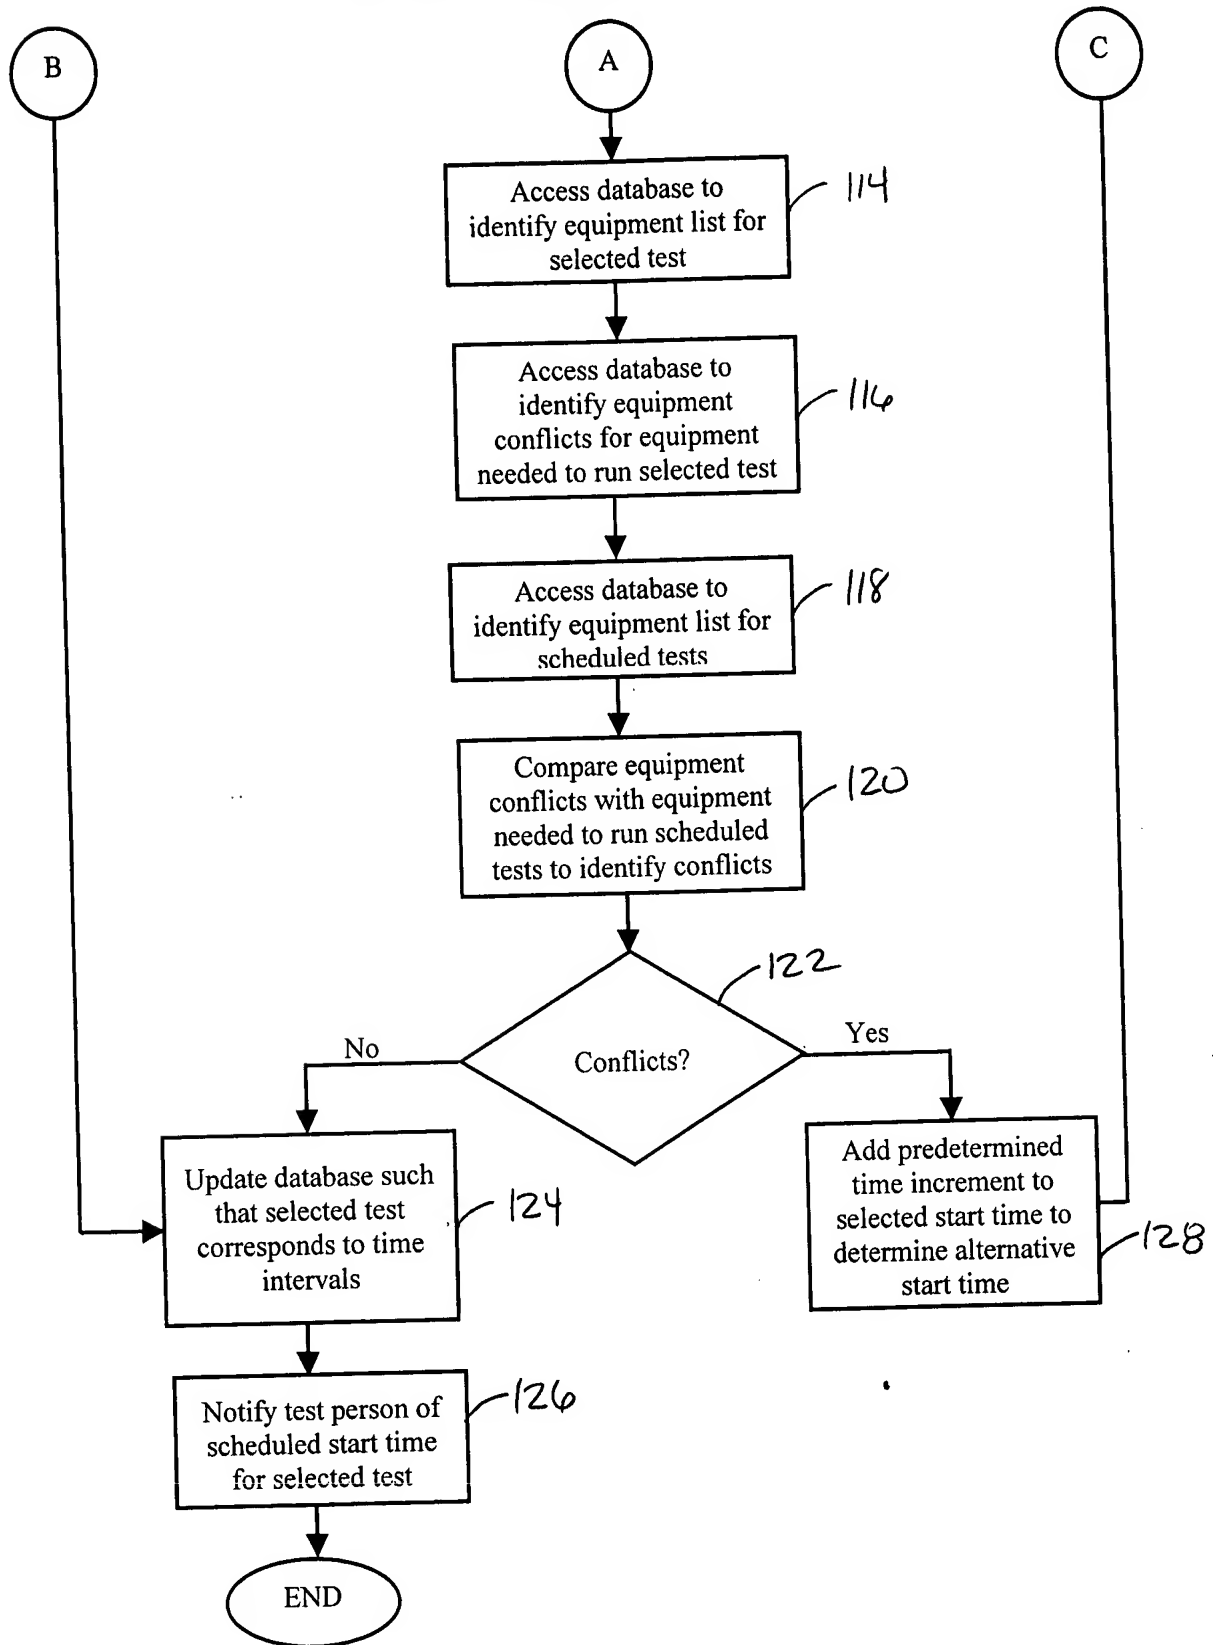 B
A
C
Access database to
identify equipment list for
selected test
114
Access database to
identify equipment
conflicts for equipment
needed to run selected test
116
Access database to
identify equipment list for
scheduled tests
118
Compare equipment
conflicts with equipment
needed to run scheduled
tests to identify conflicts
120
Conflicts?
122
No
Yes
Update database such
that selected test
corresponds to time
intervals
124
Add predetermined
time increment to
selected start time to
determine alternative
start time
128
Notify test person of
scheduled start time
for selected test
126
END